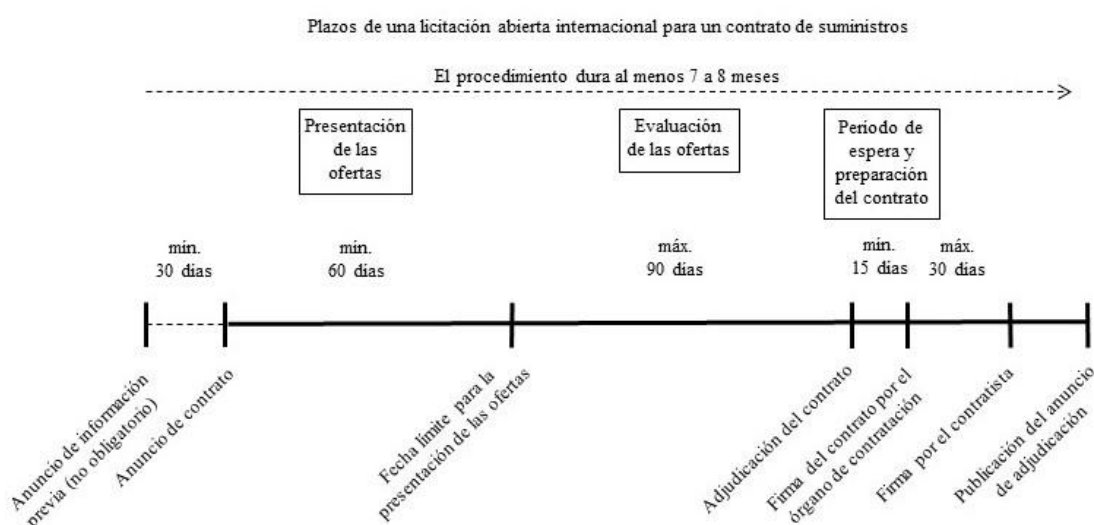 Plazos de una licitación abierta internacional para un contrato de suministros
El procedimiento dura al menos 7 a 8 meses
Presentación
de las
ofertas
Evaluación
de las ofertas
Periodo de
espera y
preparación
del contrato
mín.
30 días
mín.
60 días
máx.
90 días
mín.
15 días
máx.
30 días
Anuncio de información
previa (no obligatorio)
Anuncio de contrato
Fecha límite para la
presentación de las ofertas
Adjudicación del contrato
Firma del contrato por el
órgano de contratación
Firma por el contratista
Publicación del anuncio
de adjudicación